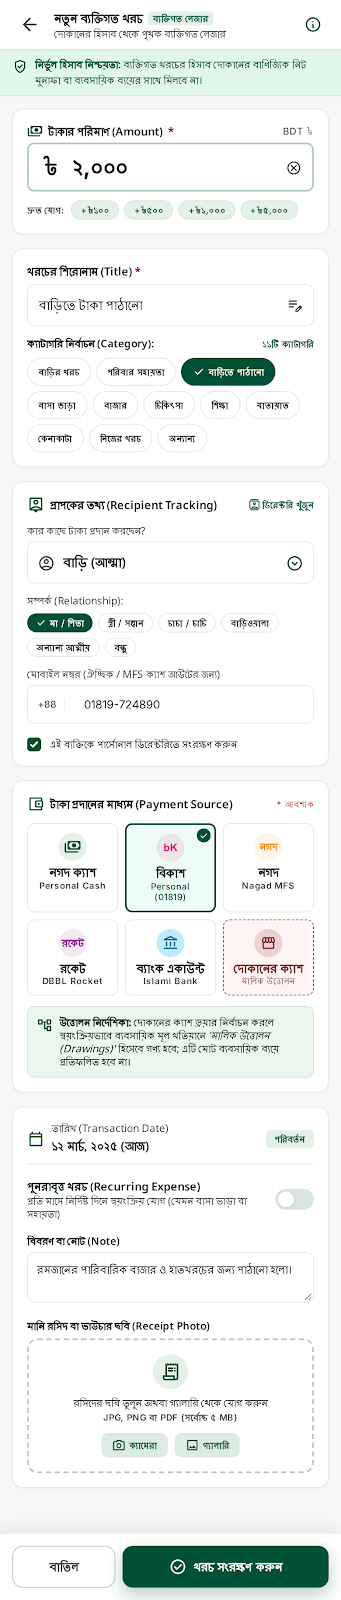 নতুন ব্যক্তিগত খরচ ব্যক্তিগত লেজার
দোকানের হিসাব থেকে পৃথক ব্যক্তিগত লেজার
নির্ভুল হিসাব নিশ্চয়তা: ব্যক্তিগত খরচের হিসাব দোকানের বাণিজ্যিক নিট
মুনাফা বা ব্যবসায়িক ব্যয়ের সাথে মিলবে না।
টাকার পরিমাণ (Amount) * BDT ৳
৳ ২,০০০
দ্রুত যোগ: +৳১০০ +৳৫০০ +৳১,০০০ +৳৫,০০০
খরচের শিরোনাম (Title) *
বাড়িতে টাকা পাঠানো
ক্যাটাগরি নির্বাচন (Category): ১১টি ক্যাটাগরি
বাড়ির খরচ পরিবার সহায়তা বাড়িতে পাঠানো
বাসা ভাড়া বাজার চিকিৎসা শিক্ষা যাতায়াত
কেনাকাটা নিজের খরচ অন্যান্য
প্রাপকের তথ্য (Recipient Tracking) ডিরেক্টরি খুঁজুন
কার কাছে টাকা প্রদান করছেন?
বাড়ি (আম্মা)
সম্পর্ক (Relationship):
মা / পিতা স্ত্রী / সন্তান চাচা / চাচি বাড়িওয়ালা
অন্যান্য আত্মীয় বন্ধু
মোবাইল নম্বর (ঐচ্ছিক / MFS ক্যাশ আউটের জন্য)
+88 01819-724890
এই ব্যক্তিকে পার্সোনাল ডিরেক্টরিতে সংরক্ষণ করুন
টাকা প্রদানের মাধ্যম (Payment Source) * আবশ্যক
নগদ ক্যাশ
Personal Cash
bK
বিকাশ
Personal
(01819)
নগদ
নগদ
Nagad MFS
রকেট
রকেট
DBBL Rocket
ব্যাংক একাউন্ট
Islami Bank
দোকানের ক্যাশ
মালিক উত্তোলন
উত্তোলন নির্দেশিকা: দোকানের ক্যাশ ড্রয়ার নির্বাচন করলে
স্বয়ংক্রিয়ভাবে ব্যবসায়িক মূল খতিয়ানে 'মালিক উত্তোলন
(Drawings)' হিসেবে গণ্য হবে; এটি মোট ব্যবসায়িক ব্যয়ে
প্রতিফলিত হবে না।
তারিখ (Transaction Date)
১২ মার্চ, ২০২৫ (আজ) পরিবর্তন
পুনরাবৃত্ত খরচ (Recurring Expense)
প্রতি মাসে নির্দিষ্ট দিনে স্বয়ংক্রিয় যোগ (যেমন বাসা ভাড়া বা
সহায়তা)
বিবরণ বা নোট (Note)
রমজানের পারিবারিক বাজার ও হাতখরচের জন্য পাঠানো হলো।
মানি রসিদ বা ভাউচার ছবি (Receipt Photo)
রসিদের ছবি তুলুন অথবা গ্যালারি থেকে যোগ করুন
JPG, PNG বা PDF (সর্বোচ্চ ৫ MB)
ক্যামেরা গ্যালারি
বাতিল খরচ সংরক্ষণ করুন